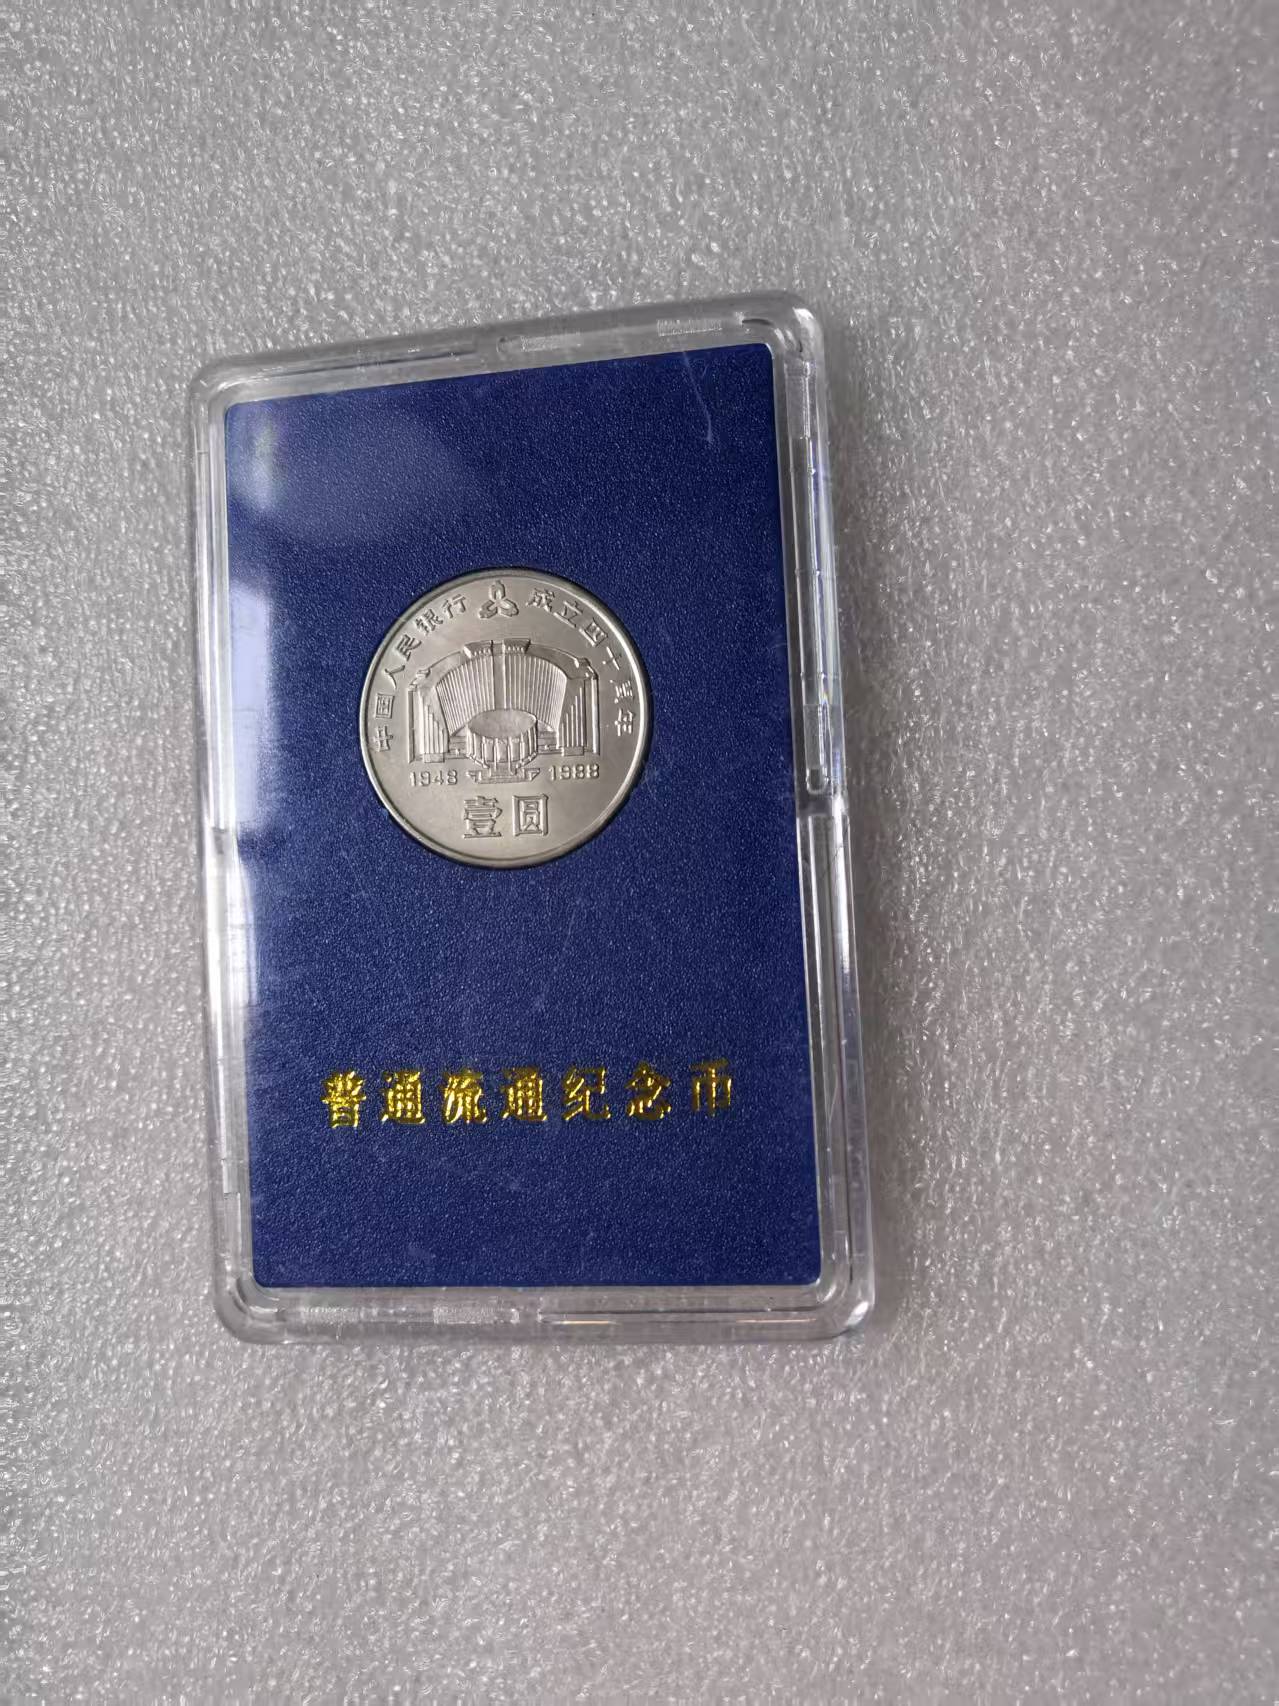 中国人民银行 成立四十周年
1948 1988
壹圆
普通流通纪念币